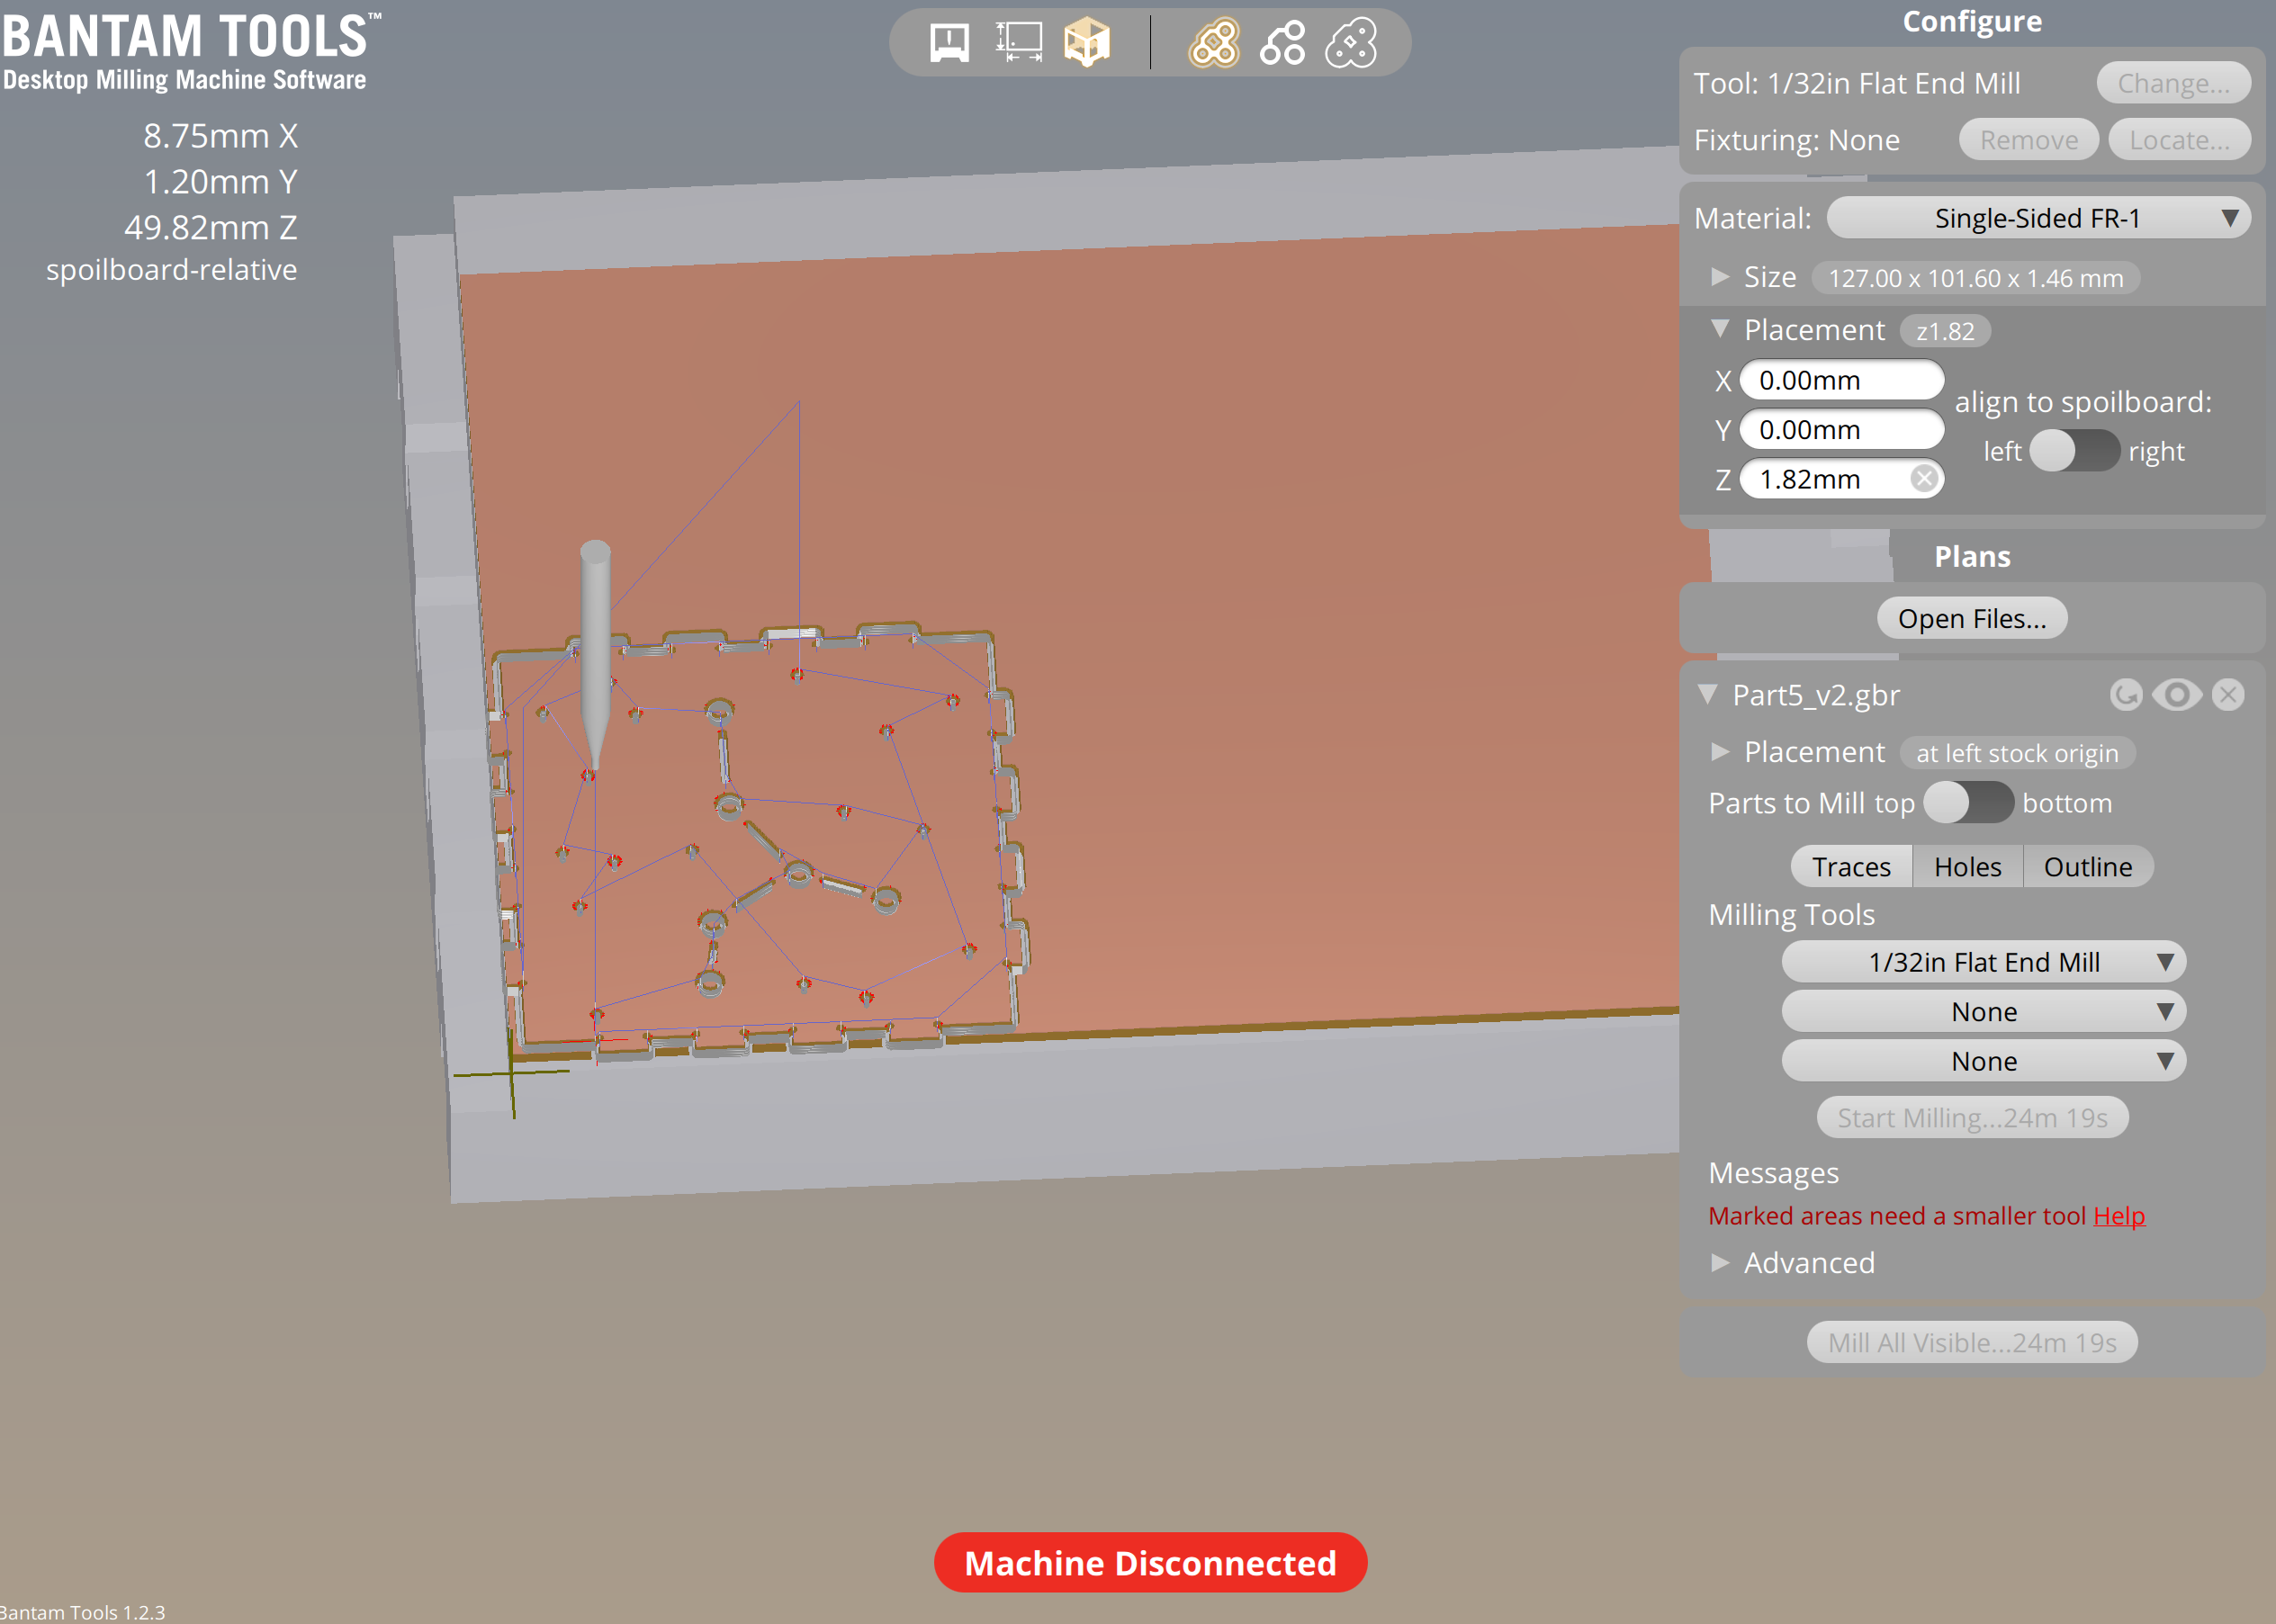 BANTAM TOOLS™
Desktop Milling Machine Software
8.75mm X
1.20mm Y
49.82mm Z
spoilboard-relative
Configure
Tool: 1/32in Flat End Mill Change...
Fixturing: None Remove Locate...
Material: Single-Sided FR-1
Size 127.00 x 101.60 x 1.46 mm
Placement z1.82
X 0.00mm
align to spoilboard:
Y 0.00mm
left right
Z 1.82mm
Plans
Open Files...
Part5_v2.gbr
Placement at left stock origin
Parts to Mill top bottom
Traces Holes Outline
Milling Tools
1/32in Flat End Mill
None
None
Start Milling...24m 19s
Messages
Marked areas need a smaller tool Help
Advanced
Mill All Visible...24m 19s
Machine Disconnected
Bantam Tools 1.2.3